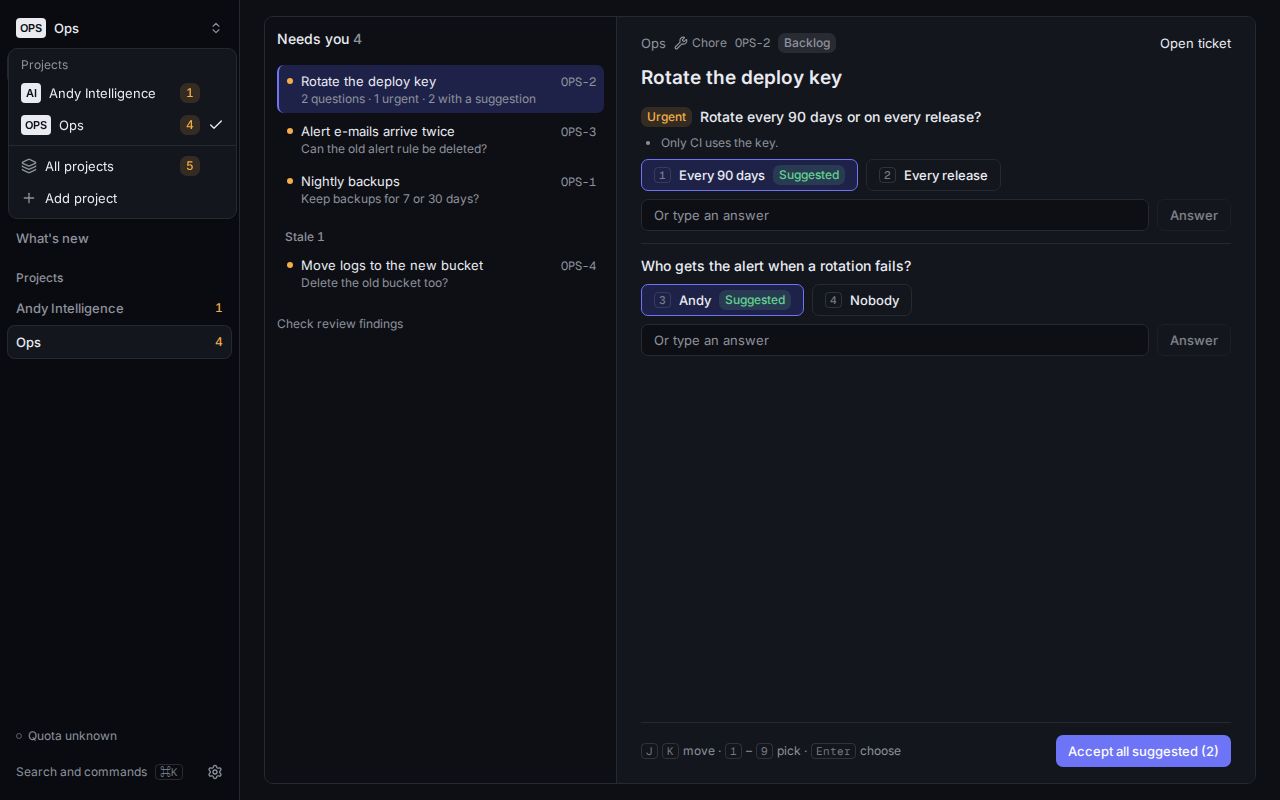 OPS Ops
Projects
AI Andy Intelligence 1
OPS Ops 4
All projects 5
Add project
What's new
Projects
Andy Intelligence 1
Ops 4
Quota unknown
Search and commands ⌘K
Needs you 4
Rotate the deploy key OPS-2
2 questions · 1 urgent · 2 with a suggestion
Alert e-mails arrive twice OPS-3
Can the old alert rule be deleted?
Nightly backups OPS-1
Keep backups for 7 or 30 days?
Stale 1
Move logs to the new bucket OPS-4
Delete the old bucket too?
Check review findings
Ops Chore OPS-2 Backlog Open ticket
Rotate the deploy key
Urgent Rotate every 90 days or on every release?
• Only CI uses the key.
1 Every 90 days Suggested 2 Every release
Or type an answer Answer
Who gets the alert when a rotation fails?
3 Andy Suggested 4 Nobody
Or type an answer Answer
J K move · 1 – 9 pick · Enter choose Accept all suggested (2)